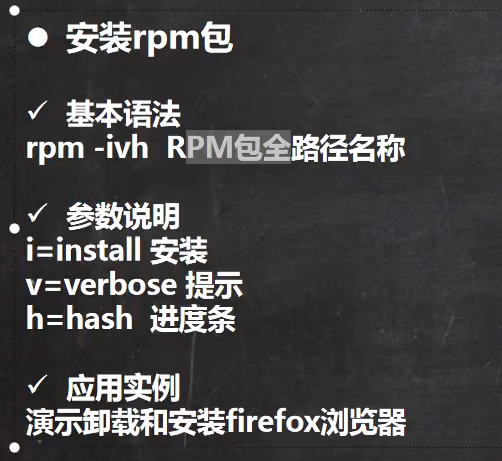 ● 安装rpm包
✓ 基本语法
rpm -ivh RPM包全路径名称
✓ 参数说明
i=install 安装
v=verbose 提示
h=hash 进度条
✓ 应用实例
演示卸载和安装firefox浏览器